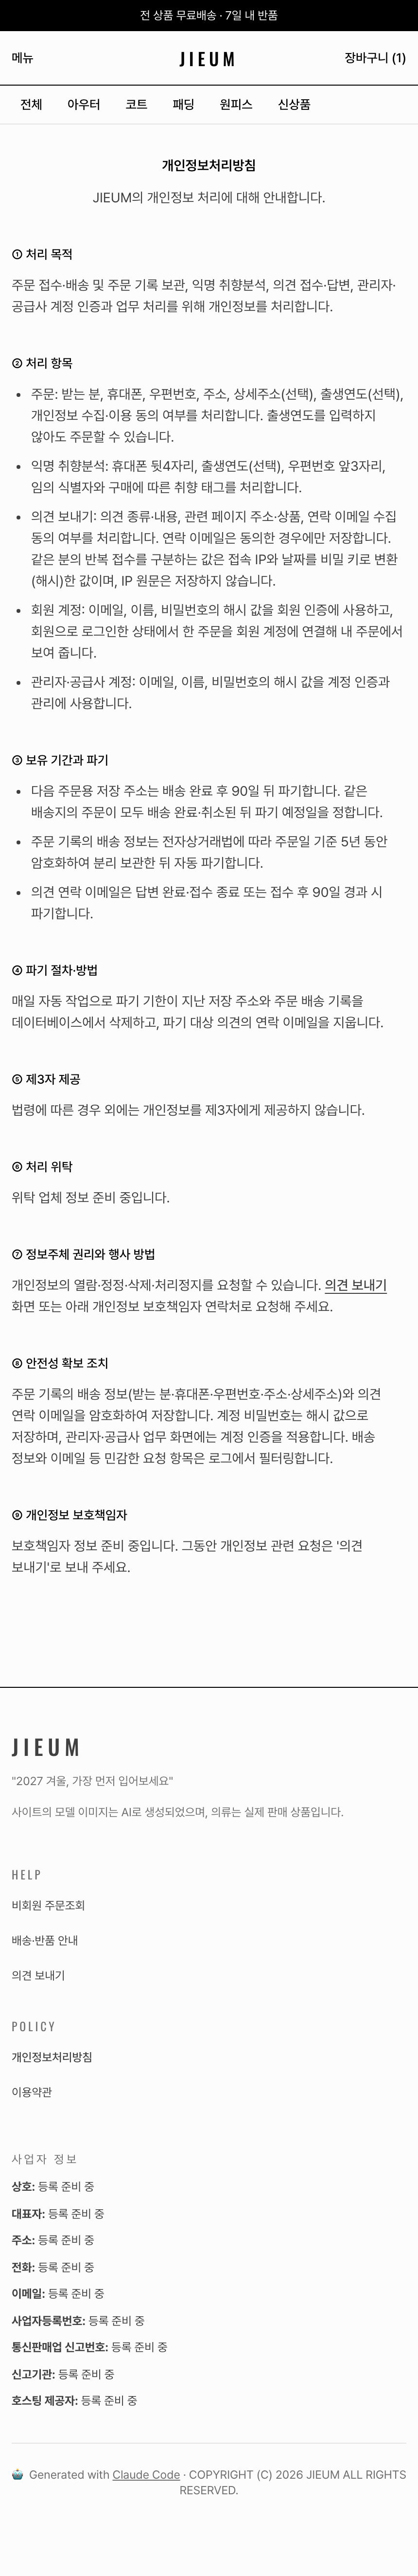 전 상품 무료배송 · 7일 내 반품
메뉴
JIEUM
장바구니 (1)
전체 아우터 코트 패딩 원피스 신상품
개인정보처리방침
JIEUM의 개인정보 처리에 대해 안내합니다.
① 처리 목적
주문 접수·배송 및 주문 기록 보관, 익명 취향분석, 의견 접수·답변, 관리자·
공급사 계정 인증과 업무 처리를 위해 개인정보를 처리합니다.
② 처리 항목
• 주문: 받는 분, 휴대폰, 우편번호, 주소, 상세주소(선택), 출생연도(선택),
개인정보 수집·이용 동의 여부를 처리합니다. 출생연도를 입력하지
않아도 주문할 수 있습니다.
• 익명 취향분석: 휴대폰 뒷4자리, 출생연도(선택), 우편번호 앞3자리,
임의 식별자와 구매에 따른 취향 태그를 처리합니다.
• 의견 보내기: 의견 종류·내용, 관련 페이지 주소·상품, 연락 이메일 수집
동의 여부를 처리합니다. 연락 이메일은 동의한 경우에만 저장합니다.
같은 분의 반복 접수를 구분하는 값은 접속 IP와 날짜를 비밀 키로 변환
(해시)한 값이며, IP 원문은 저장하지 않습니다.
• 회원 계정: 이메일, 이름, 비밀번호의 해시 값을 회원 인증에 사용하고,
회원으로 로그인한 상태에서 한 주문을 회원 계정에 연결해 내 주문에서
보여 줍니다.
• 관리자·공급사 계정: 이메일, 이름, 비밀번호의 해시 값을 계정 인증과
관리에 사용합니다.
③ 보유 기간과 파기
• 다음 주문용 저장 주소는 배송 완료 후 90일 뒤 파기합니다. 같은
배송지의 주문이 모두 배송 완료·취소된 뒤 파기 예정일을 정합니다.
• 주문 기록의 배송 정보는 전자상거래법에 따라 주문일 기준 5년 동안
암호화하여 분리 보관한 뒤 자동 파기합니다.
• 의견 연락 이메일은 답변 완료·접수 종료 또는 접수 후 90일 경과 시
파기합니다.
④ 파기 절차·방법
매일 자동 작업으로 파기 기한이 지난 저장 주소와 주문 배송 기록을
데이터베이스에서 삭제하고, 파기 대상 의견의 연락 이메일을 지웁니다.
⑤ 제3자 제공
법령에 따른 경우 외에는 개인정보를 제3자에게 제공하지 않습니다.
⑥ 처리 위탁
위탁 업체 정보 준비 중입니다.
⑦ 정보주체 권리와 행사 방법
개인정보의 열람·정정·삭제·처리정지를 요청할 수 있습니다. 의견 보내기
화면 또는 아래 개인정보 보호책임자 연락처로 요청해 주세요.
⑧ 안전성 확보 조치
주문 기록의 배송 정보(받는 분·휴대폰·우편번호·주소·상세주소)와 의견
연락 이메일을 암호화하여 저장합니다. 계정 비밀번호는 해시 값으로
저장하며, 관리자·공급사 업무 화면에는 계정 인증을 적용합니다. 배송
정보와 이메일 등 민감한 요청 항목은 로그에서 필터링합니다.
⑨ 개인정보 보호책임자
보호책임자 정보 준비 중입니다. 그동안 개인정보 관련 요청은 '의견
보내기'로 보내 주세요.
JIEUM
"2027 겨울, 가장 먼저 입어보세요"
사이트의 모델 이미지는 AI로 생성되었으며, 의류는 실제 판매 상품입니다.
HELP
비회원 주문조회
배송·반품 안내
의견 보내기
POLICY
개인정보처리방침
이용약관
사업자 정보
상호: 등록 준비 중
대표자: 등록 준비 중
주소: 등록 준비 중
전화: 등록 준비 중
이메일: 등록 준비 중
사업자등록번호: 등록 준비 중
통신판매업 신고번호: 등록 준비 중
신고기관: 등록 준비 중
호스팅 제공자: 등록 준비 중
🤖 Generated with Claude Code · COPYRIGHT (C) 2026 JIEUM ALL RIGHTS
RESERVED.